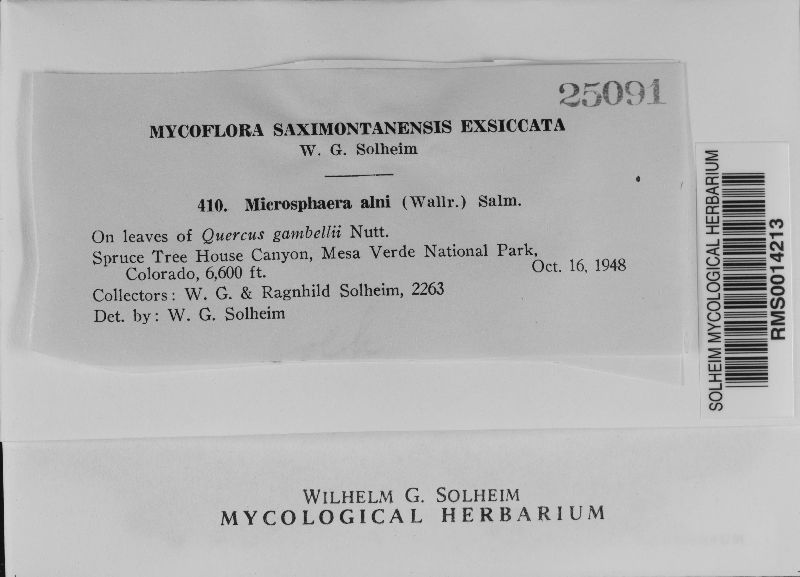 25091
MYCOFLORA SAXIMONTANENSIS EXSICCATA
W. G. Solheim
410. Microsphaera alni (Wallr.) Salm.
On leaves of Quercus gambellii Nutt.
Spruce Tree House Canyon, Mesa Verde National Park,
Colorado, 6,600 ft.
Oct. 16, 1948
Collectors: W. G. & Ragnhild Solheim, 2263
Det. by: W. G. Solheim
SOLHEIM MYCOLOGICAL HERBARIUM
RMS0014213
WILHELM G. SOLHEIM
MYCOLOGICAL HERBARIUM